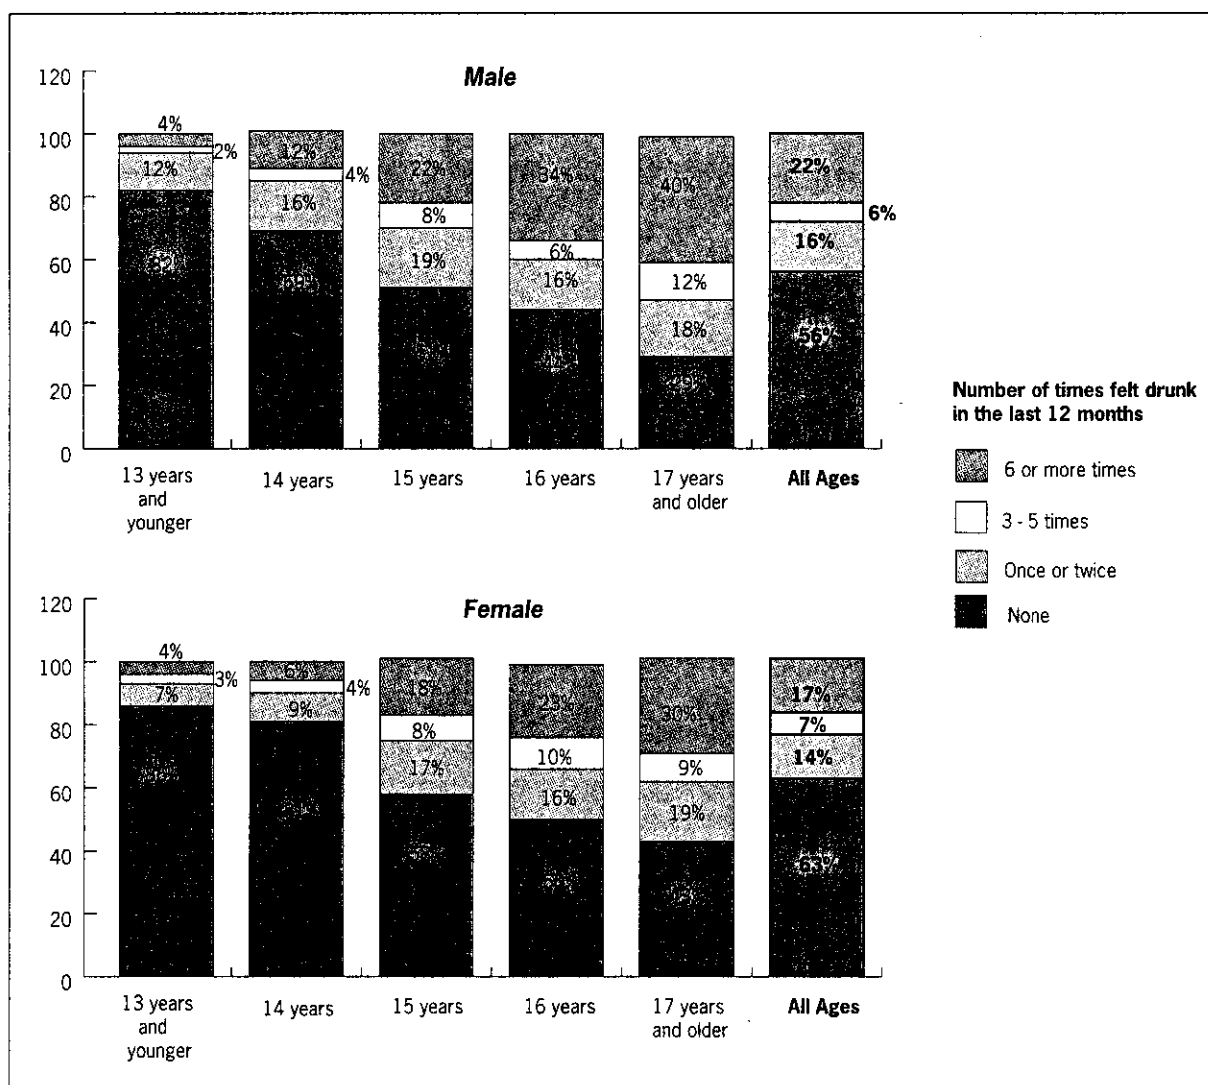 Male
120
100
80
60
40
20
0
4%
2%
12%
82
12%
4%
16%
69%
22%
8%
19%
34%
6%
16%
40%
12%
18%
29
22%
6%
16%
56%
13 years
and
younger
14 years
15 years
16 years
17 years
and older
All Ages
Number of times felt drunk
in the last 12 months
6 or more times
3 - 5 times
Once or twice
None
Female
120
100
80
60
40
20
0
4%
3%
7%
6%
4%
9%
18%
8%
17%
23%
10%
16%
30%
9%
19%
17%
7%
14%
63%
13 years
and
younger
14 years
15 years
16 years
17 years
and older
All Ages